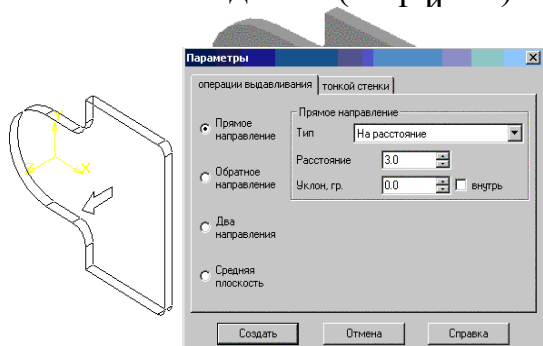 Параметры
операции выдавливания
тонкой стенки
Прямое направление
Прямое
направление
Тип
На расстояние
Расстояние
3.0
Обратное
направление
Уклон, гр.
0.0
внутрь
Два
направления
Средняя
плоскость
Создать
Отмена
Справка
Y
Z
X